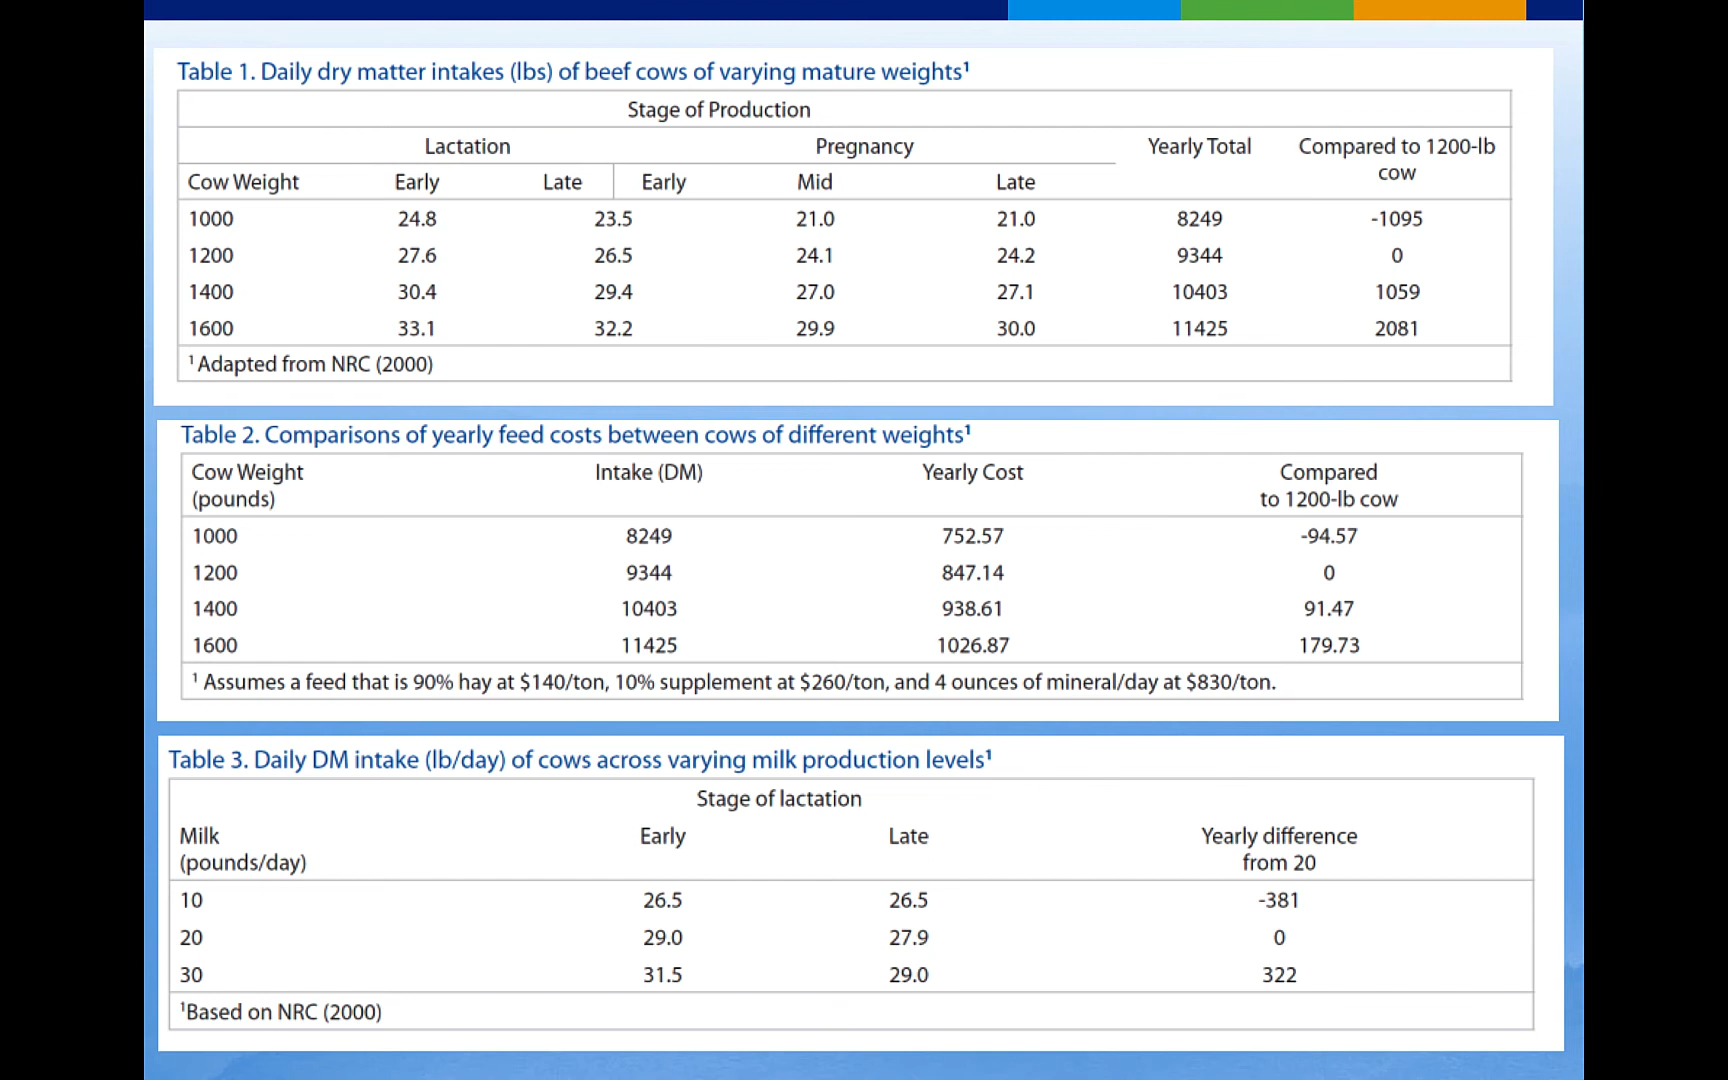 Table 1. Daily dry matter intakes (lbs) of beef cows of varying mature weights¹
Stage of Production
Lactation Pregnancy Yearly Total Compared to 1200-lb cow
Cow Weight Early Late Early Mid Late
1000 24.8 23.5 21.0 21.0 8249 -1095
1200 27.6 26.5 24.1 24.2 9344 0
1400 30.4 29.4 27.0 27.1 10403 1059
1600 33.1 32.2 29.9 30.0 11425 2081
¹ Adapted from NRC (2000)
Table 2. Comparisons of yearly feed costs between cows of different weights¹
Cow Weight Intake (DM) Yearly Cost Compared
(pounds) to 1200-lb cow
1000 8249 752.57 -94.57
1200 9344 847.14 0
1400 10403 938.61 91.47
1600 11425 1026.87 179.73
¹ Assumes a feed that is 90% hay at $140/ton, 10% supplement at $260/ton, and 4 ounces of mineral/day at $830/ton.
Table 3. Daily DM intake (lb/day) of cows across varying milk production levels¹
Stage of lactation
Milk Early Late Yearly difference
(pounds/day) from 20
10 26.5 26.5 -381
20 29.0 27.9 0
30 31.5 29.0 322
¹Based on NRC (2000)